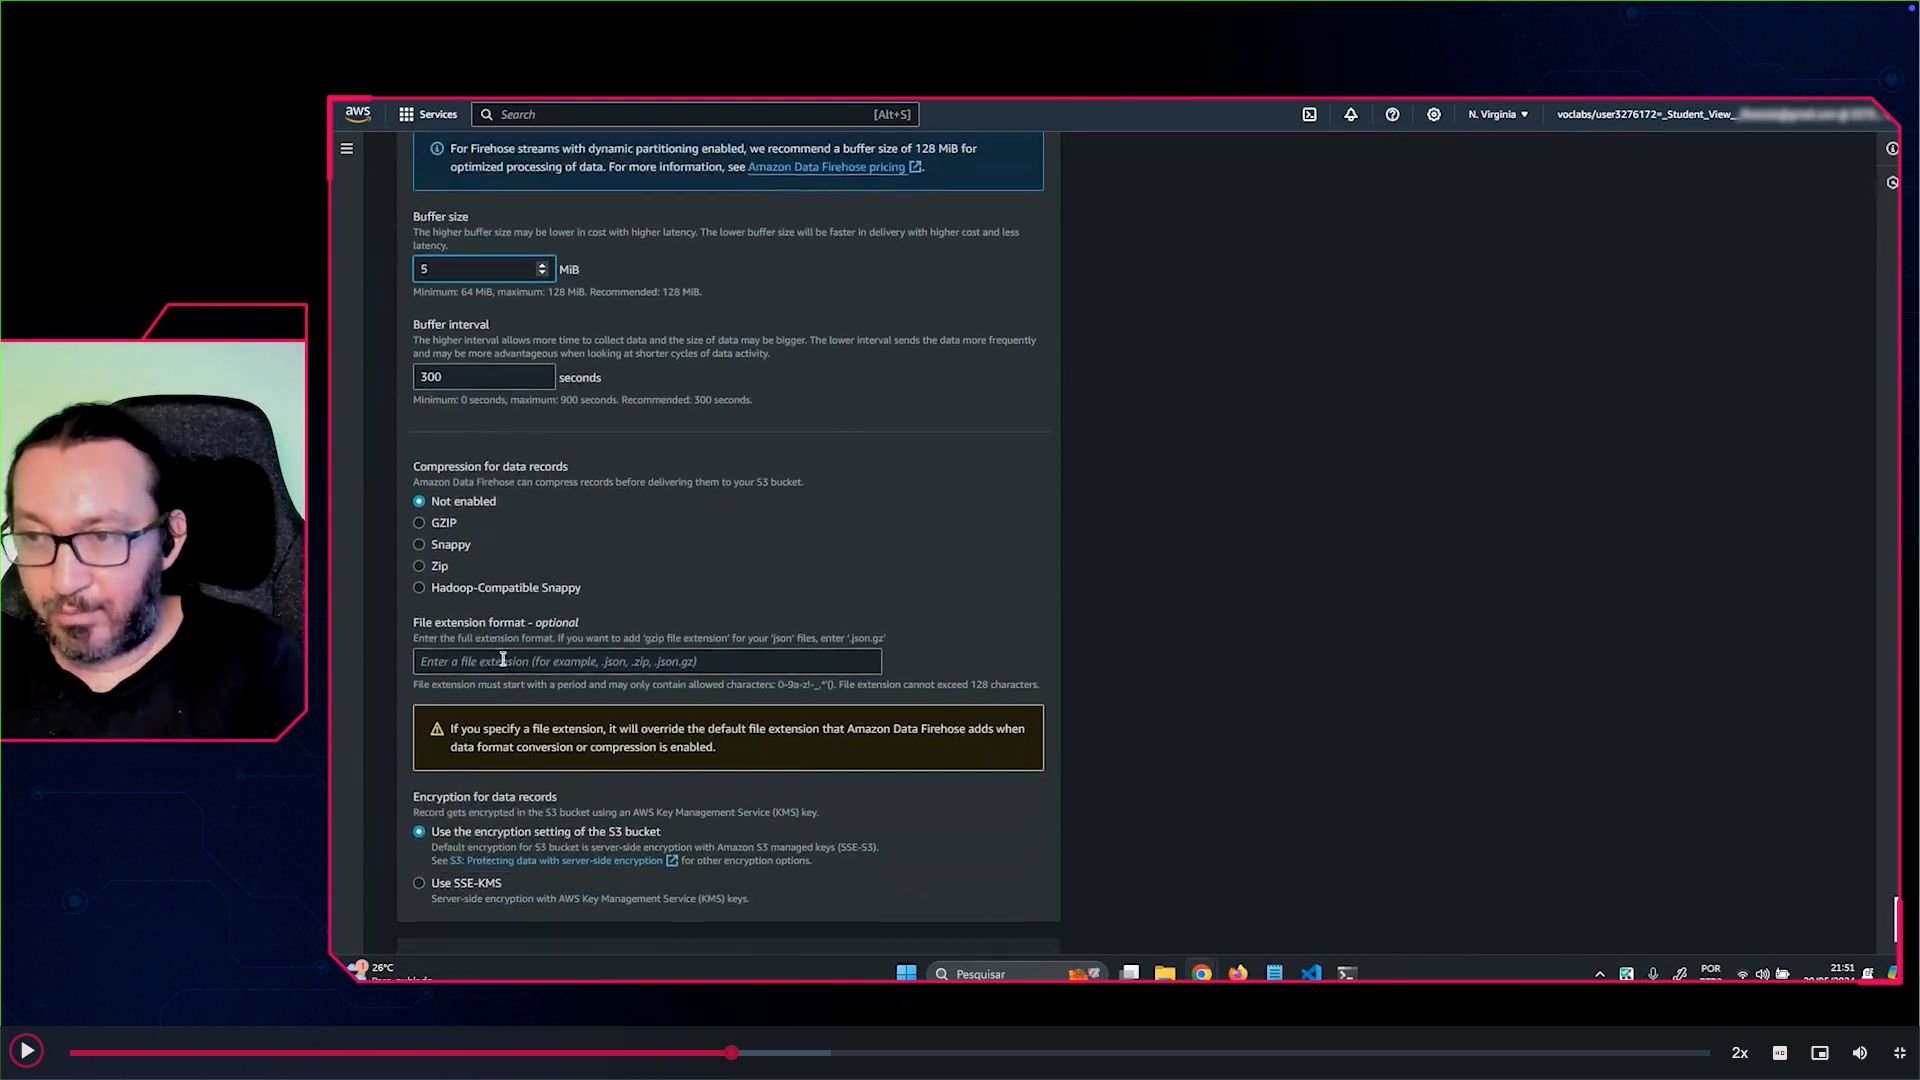 aws
Services
Search
[Alt+S]
N. Virginia
voclabs/user3276172=_Student_View_
For Firehose streams with dynamic partitioning enabled, we recommend a buffer size of 128 MiB for
optimized processing of data. For more information, see Amazon Data Firehose pricing .
Buffer size
The higher buffer size may be lower in cost with higher latency. The lower buffer size will be faster in delivery with higher cost and less
latency.
5
MiB
Minimum: 64 MiB, maximum: 128 MiB. Recommended: 128 MiB.
Buffer interval
The higher interval allows more time to collect data and the size of data may be bigger. The lower interval sends the data more frequently
and may be more advantageous when looking at shorter cycles of data activity.
300
seconds
Minimum: 0 seconds, maximum: 900 seconds. Recommended: 300 seconds.
Compression for data records
Amazon Data Firehose can compress records before delivering them to your S3 bucket.
Not enabled
GZIP
Snappy
Zip
Hadoop-Compatible Snappy
File extension format - optional
Enter the full extension format. If you want to add 'gzip file extension' for your 'json' files, enter '.json.gz'
Enter a file extension (for example, .json, .zip, .json.gz)
File extension must start with a period and may only contain allowed characters: 0-9a-z!-_.*'(). File extension cannot exceed 128 characters.
If you specify a file extension, it will override the default file extension that Amazon Data Firehose adds when
data format conversion or compression is enabled.
Encryption for data records
Record gets encrypted in the S3 bucket using an AWS Key Management Service (KMS) key.
Use the encryption setting of the S3 bucket
Default encryption for S3 bucket is server-side encryption with Amazon S3 managed keys (SSE-S3).
See S3: Protecting data with server-side encryption for other encryption options.
Use SSE-KMS
Server-side encryption with AWS Key Management Service (KMS) keys.
1
26°C
Pesquisar
POR
21:51
2x
HD